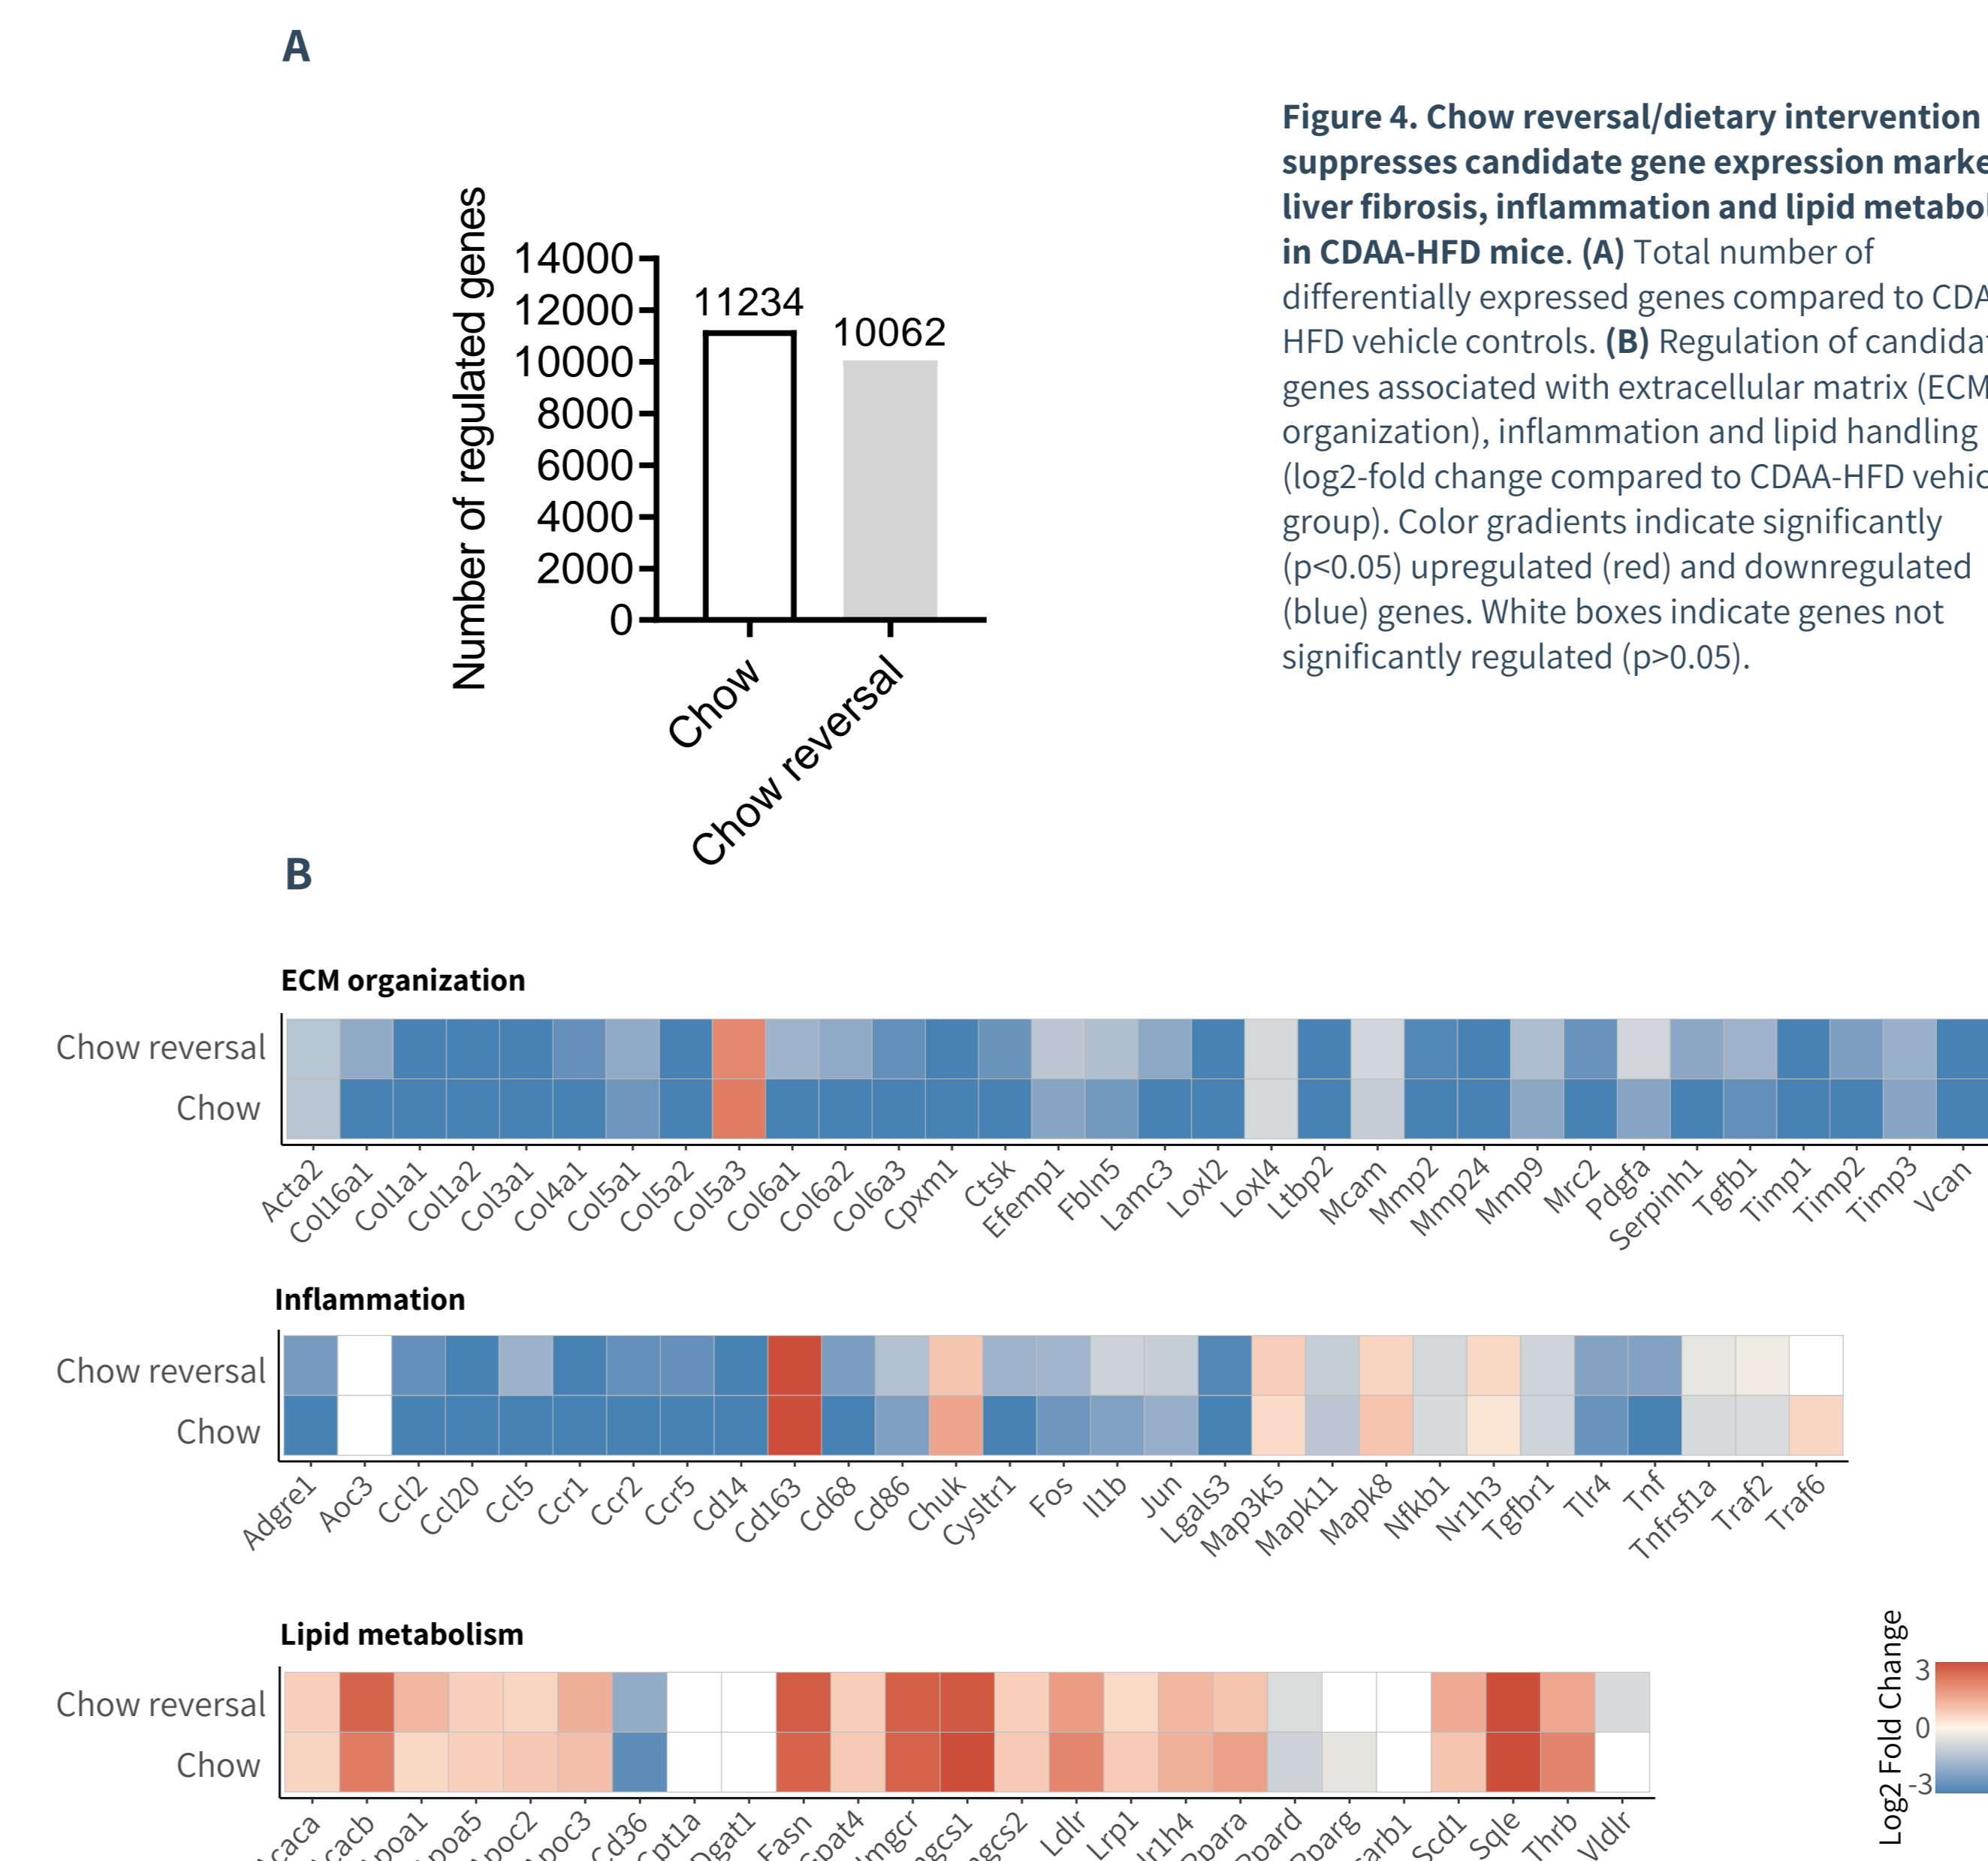 A
Figure 4. Chow reversal/dietary intervention
suppresses candidate gene expression
liver fibrosis, inflammation and lipid
in CDAA-HFD mice. (A) Total number of
differentially expressed genes compared to
HFD vehicle controls. (B) Regulation of
genes associated with extracellular matrix (ECM
organization), inflammation and lipid handling
(log2-fold change compared to CDAA-HFD
group). Color gradients indicate significantly
(p<0.05) upregulated (red) and downregulated
(blue) genes. White boxes indicate genes not
significantly regulated (p>0.05).
Number of regulated genes
14000
12000
10000
8000
6000
4000
2000
0
11234
10062
Chow
Chow reversal
B
ECM organization
Chow reversal
Chow
Acta2
Col16a1
Col1a1
Col1a2
Col3a1
Col4a1
Col5a1
Col5a2
Col5a3
Col6a1
Col6a2
Col6a3
Cpxm1
Ctsk
Efemp1
Fbln5
Lamc3
Loxl2
Loxl4
Ltbp2
Mcam
Mmp2
Mmp24
Mmp9
Mrc2
Pdgfa
Serpinh1
Tgfb1
Timp1
Timp2
Timp3
Vcan
Inflammation
Chow reversal
Chow
Adgre1
Aoc3
Ccl2
Ccl20
Ccl5
Ccr1
Ccr2
Ccr5
Cd14
Cd163
Cd68
Cd86
Chuk
Cysltr1
Fos
Il1b
Jun
Lgals3
Map3k5
Mapk11
Mapk8
Nfkb1
Nr1h3
Tgfbr1
Tlr4
Tnf
Tnfrsf1a
Traf2
Traf6
Lipid metabolism
Chow reversal
Chow
Cd36
Fasn
Ldlr
Lrp1
Scd1
Sqle
Thrb
Vldlr
Log2 Fold Change
3
0
-3